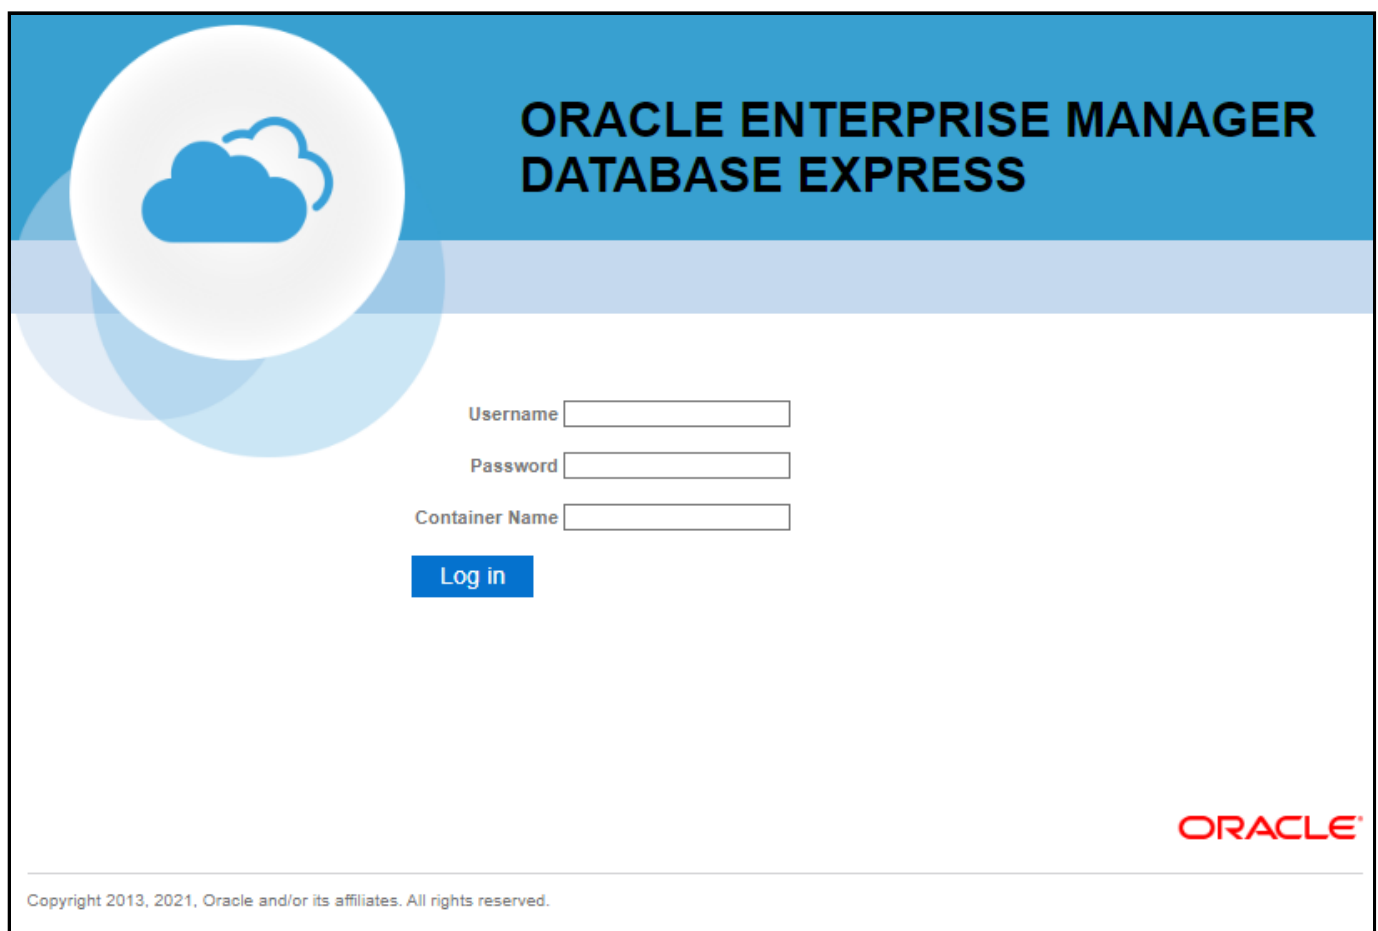 ORACLE ENTERPRISE MANAGER
DATABASE EXPRESS
Username
Password
Container Name
Log in
ORACLE
Copyright 2013, 2021, Oracle and/or its affiliates. All rights reserved.